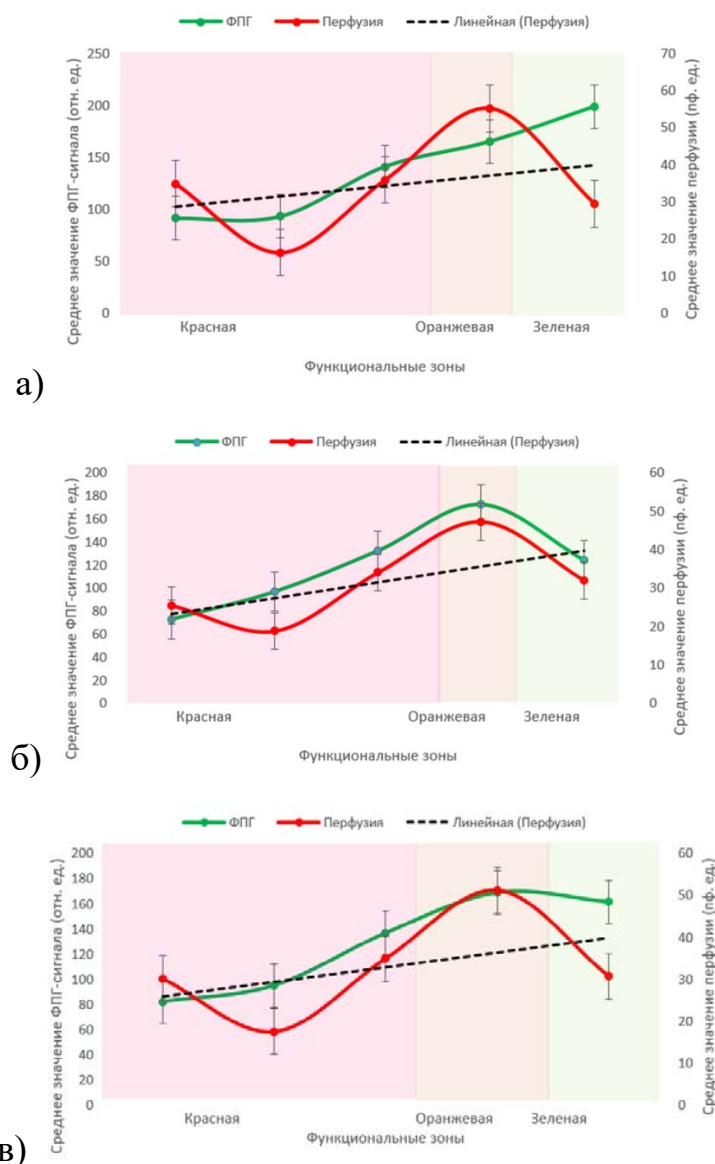 ФПГ Перфузия Линейная (Перфузия)
Среднее значение ФПГ-сигнала (отн. ед.)
250
200
150
100
50
0
70
60
50
40
30
20
10
0
Среднее значение перфузии (пф. ед.)
Красная Оранжевая Зеленая
Функциональные зоны
а)
ФПГ Перфузия Линейная (Перфузия)
Среднее значение ФПГ-сигнала (отн. ед.)
200
180
160
140
120
100
80
60
40
20
0
60
50
40
30
20
10
0
Среднее значение перфузии (пф. ед.)
Красная Оранжевая Зеленая
Функциональные зоны
б)
ФПГ Перфузия Линейная (Перфузия)
Среднее значение ФПГ-сигнала (отн. ед.)
200
180
160
140
120
100
80
60
40
20
0
60
50
40
30
20
10
0
Среднее значение перфузии (пф. ед.)
Красная Оранжевая Зеленая
Функциональные зоны
в)